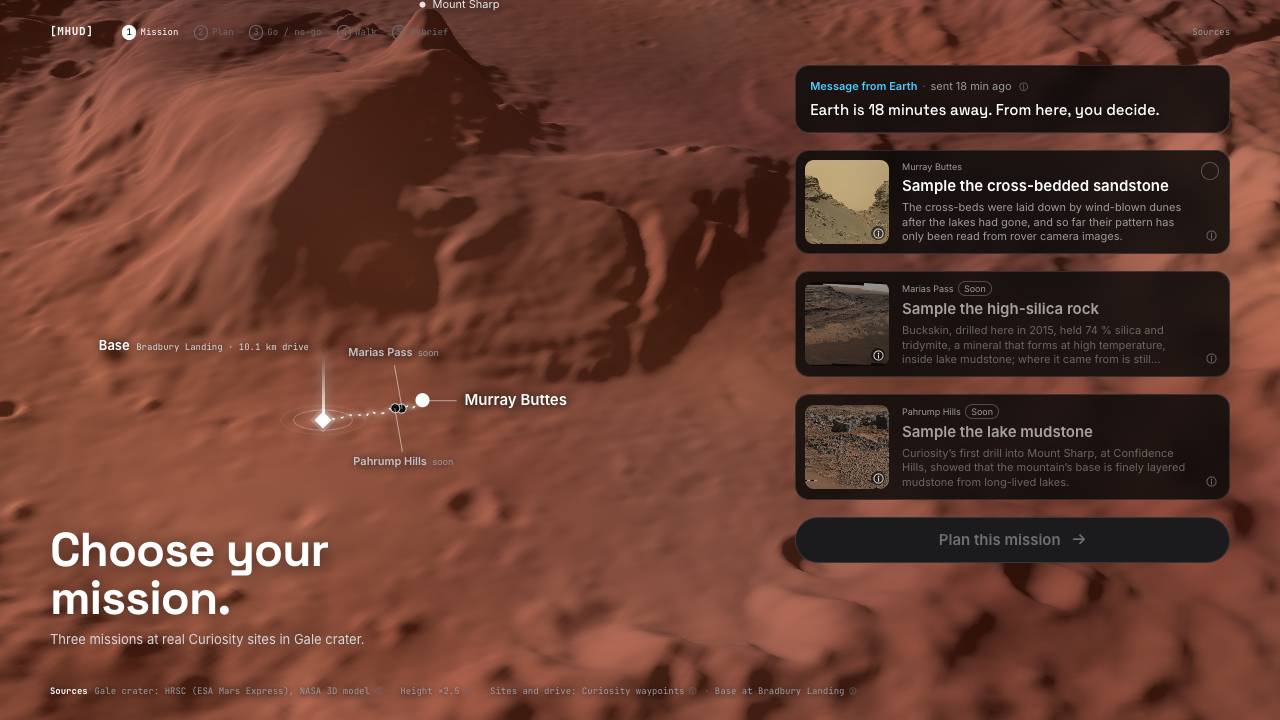 Mount Sharp
[MHUD] 1 Mission 2 Plan 3 Go / no-go 4 Walk 5 Debrief Sources
Message from Earth · sent 18 min ago
Earth is 18 minutes away. From here, you decide.
Murray Buttes
Sample the cross-bedded sandstone
The cross-beds were laid down by wind-blown dunes
after the lakes had gone, and so far their pattern has
only been read from rover camera images.
Marias Pass Soon
Sample the high-silica rock
Buckskin, drilled here in 2015, held 74 % silica and
tridymite, a mineral that forms at high temperature,
inside lake mudstone; where it came from is still...
Pahrump Hills Soon
Sample the lake mudstone
Curiosity's first drill into Mount Sharp, at Confidence
Hills, showed that the mountain's base is finely layered
mudstone from long-lived lakes.
Plan this mission →
Base Bradbury Landing · 10.1 km drive
Marias Pass soon
Murray Buttes
Pahrump Hills soon
Choose your
mission.
Three missions at real Curiosity sites in Gale crater.
Sources Gale crater: HRSC (ESA Mars Express), NASA 3D model · Height ×2.5 · Sites and drive: Curiosity waypoints · Base at Bradbury Landing